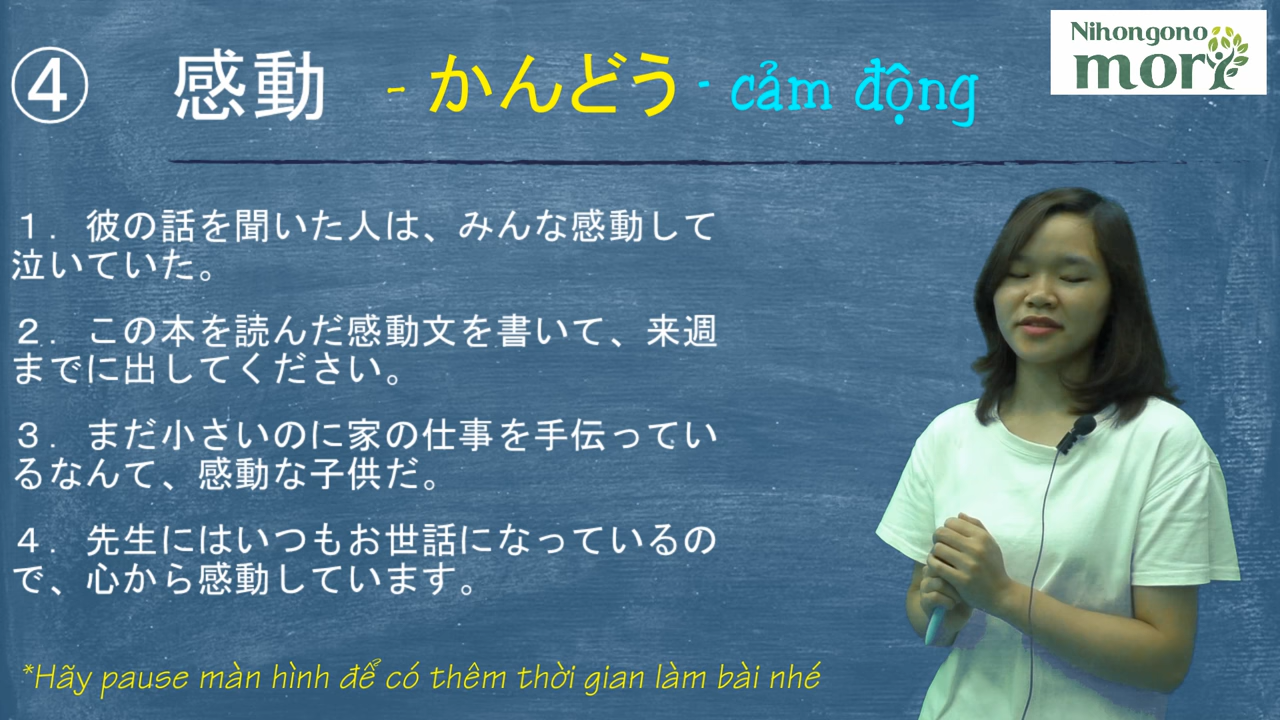 ④ 感動 - かんどう - cảm động
Nihongono
mori
１．彼の話を聞いた人は、みんな感動して
泣いていた。
２．この本を読んだ感動文を書いて、来週
までに出してください。
３．まだ小さいのに家の仕事を手伝ってい
るなんて、感動な子供だ。
４．先生にはいつもお世話になっているの
で、心から感動しています。
*Hãy pause màn hình để có thêm thời gian làm bài nhé